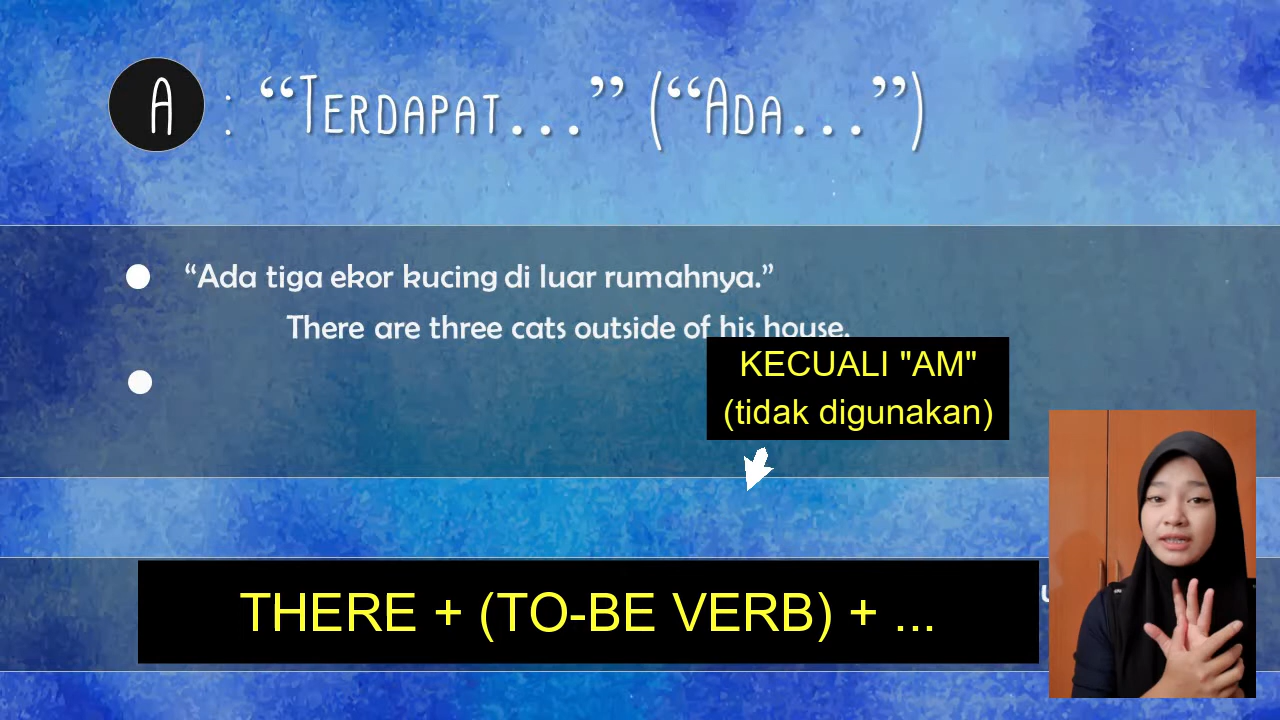 A : “Terdapat...” (“Ada...”)
“Ada tiga ekor kucing di luar rumahnya.”
There are three cats outside of his house.
KECUALI "AM"
(tidak digunakan)
THERE + (TO-BE VERB) + ...